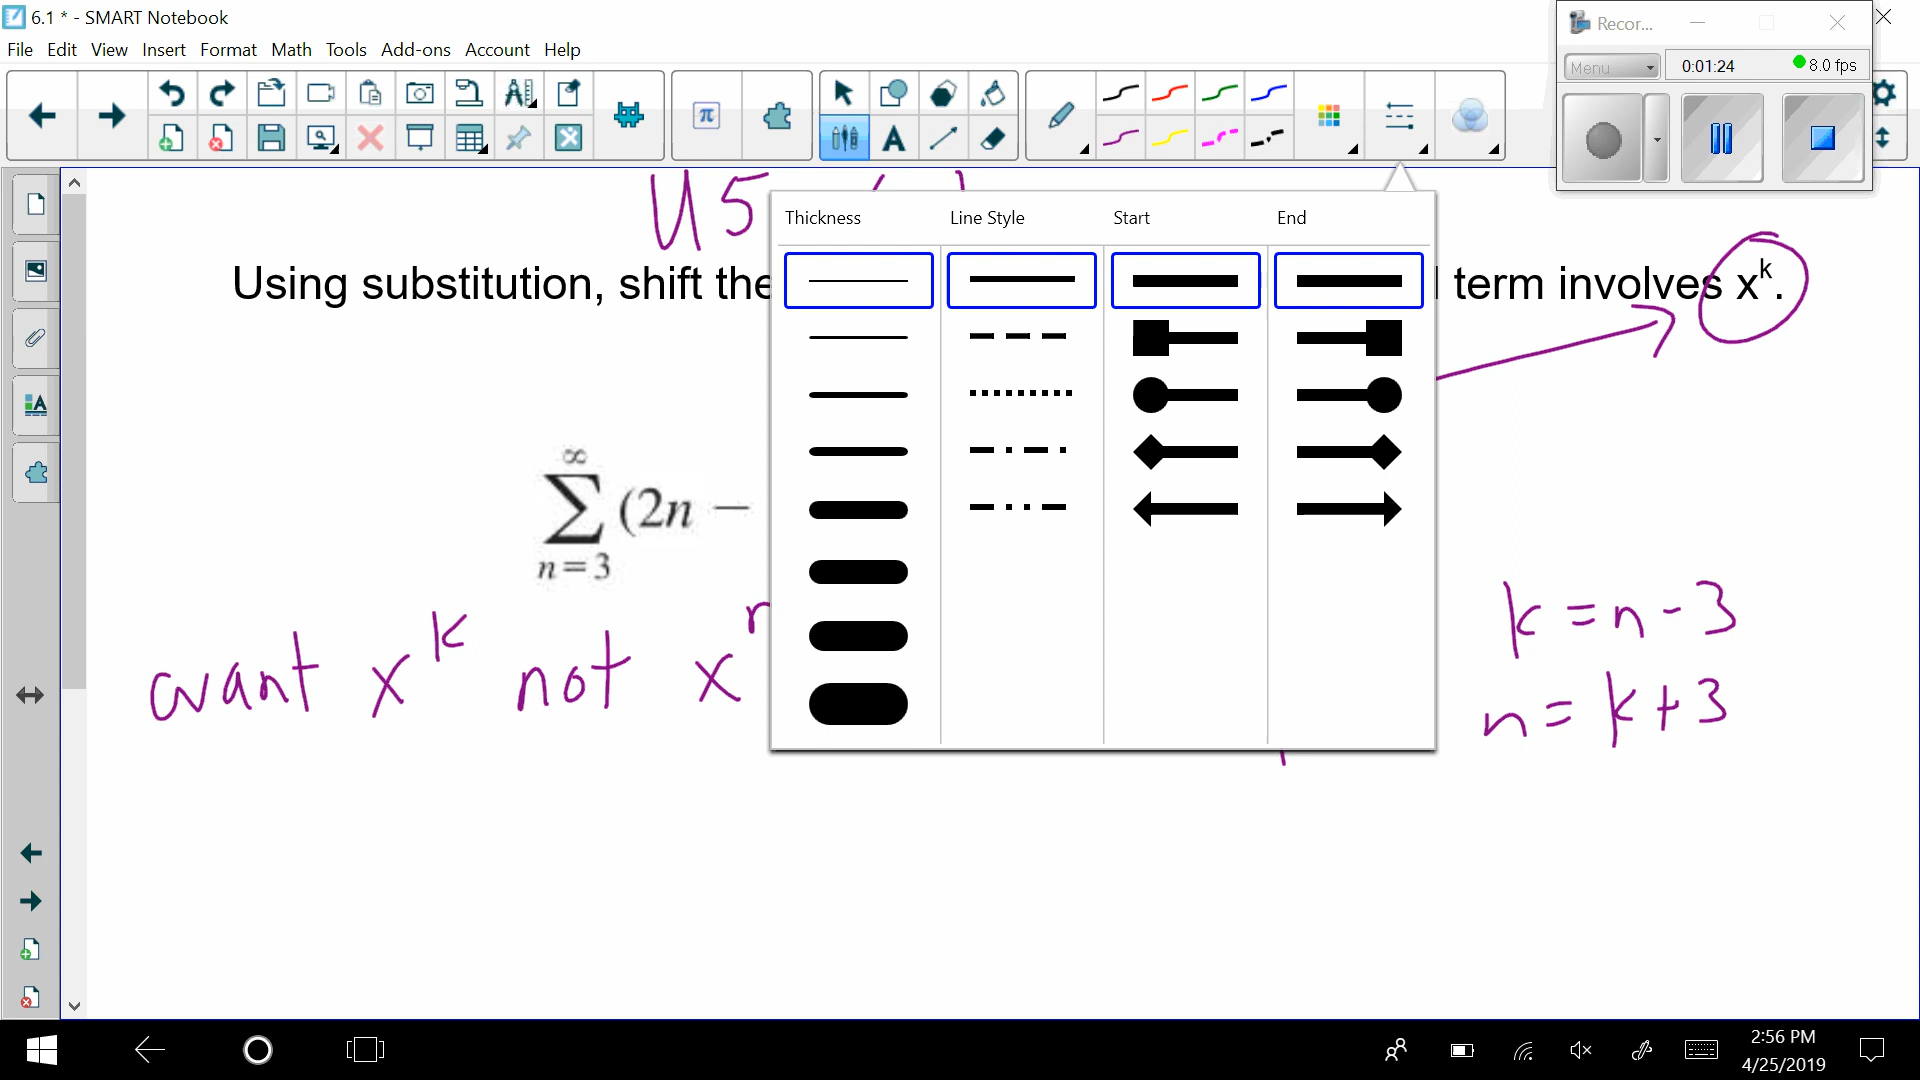 6.1 * - SMART Notebook
File Edit View Insert Format Math Tools Add-ons Account Help
Recor...
Menu
0:01:24
8.0 fps
π
A
A
U5
Thickness Line Style Start End
Using substitution, shift the
term involves x^k.
∞
∑ (2n −
n = 3
want x^k not x
k = n - 3
n = k + 3
2:56 PM
4/25/2019